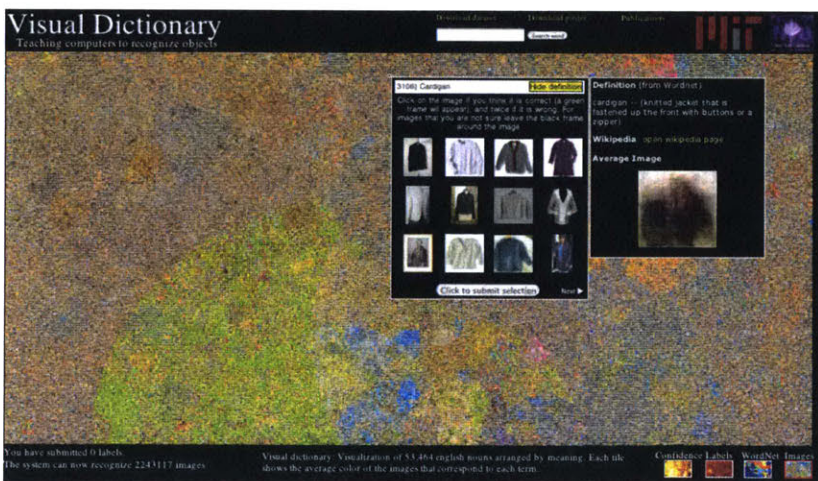 Visual Dictionary
Teaching computers to recognize objects
Download dataset
Download poster
Publications
Search word
MIT
3106) Cardigan
Hide definition
Click on the image if you think it is correct (a green
frame will appear), and twice if it is wrong. For
images that you are not sure leave the black frame
around the image
Click to submit selection
Next
Definition (from Wordnet)
cardigan -- (knitted jacket that is
fastened up the front with buttons or a
zipper)
Wikipedia open wikipedia page
Average Image
You have submitted 0 labels.
The system can now recognize 2243117 images
Visual dictionary: Visualization of 53,464 english nouns arranged by meaning. Each tile
shows the average color of the images that correspond to each term.
Confidence Labels WordNet Images